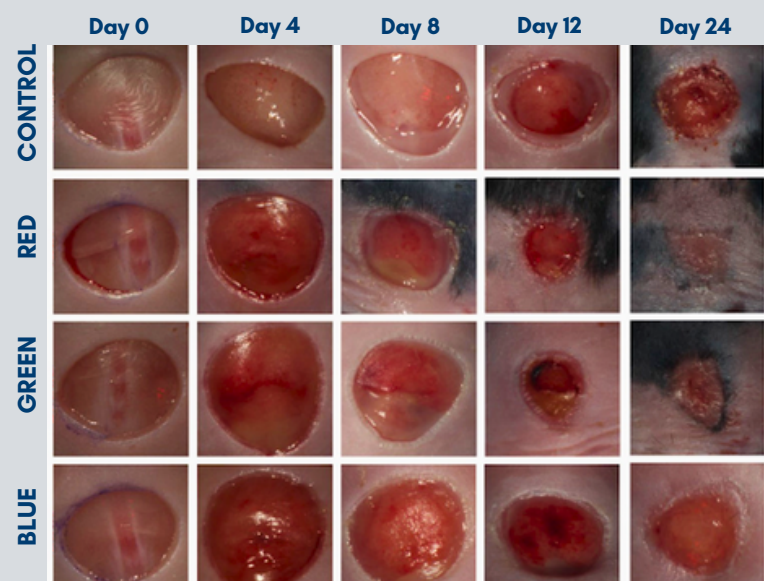 Day 0 Day 4 Day 8 Day 12 Day 24
CONTROL
RED
GREEN
BLUE